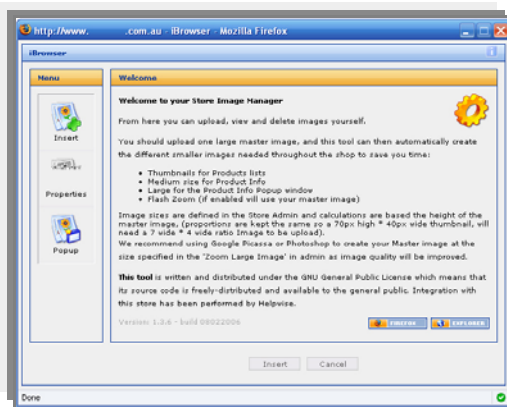 http://www. .com.au - iBrowser - Mozilla Firefox
iBrowser
Menu
Insert
Properties
Popup
Welcome
Welcome to your Store Image Manager
From here you can upload, view and delete images yourself.
You should upload one large master image, and this tool can then automatically create
the different smaller images needed throughout the shop to save you time:
• Thumbnails for Products lists
• Medium size for Product Info
• Large for the Product Info Popup window
• Flash Zoom (if enabled will use your master image)
Image sizes are defined in the Store Admin and calculations are based the height of the
master image, (proportions are kept the same so a 70px high * 40px wide thumbnail, will
need a 7 wide * 4 wide ratio Image to be upload).
We recommend using Google Picassa or Photoshop to create your Master image at the
size specified in the 'Zoom Large Image' in admin as image quality will be improved.
This tool is written and distributed under the GNU General Public License which means that
its source code is freely-distributed and available to the general public. Integration with
this store has been performed by Helpwise.
Version: 1.3.6 - build 08022006
FIREFOX
EXPLORER
Insert
Cancel
Done